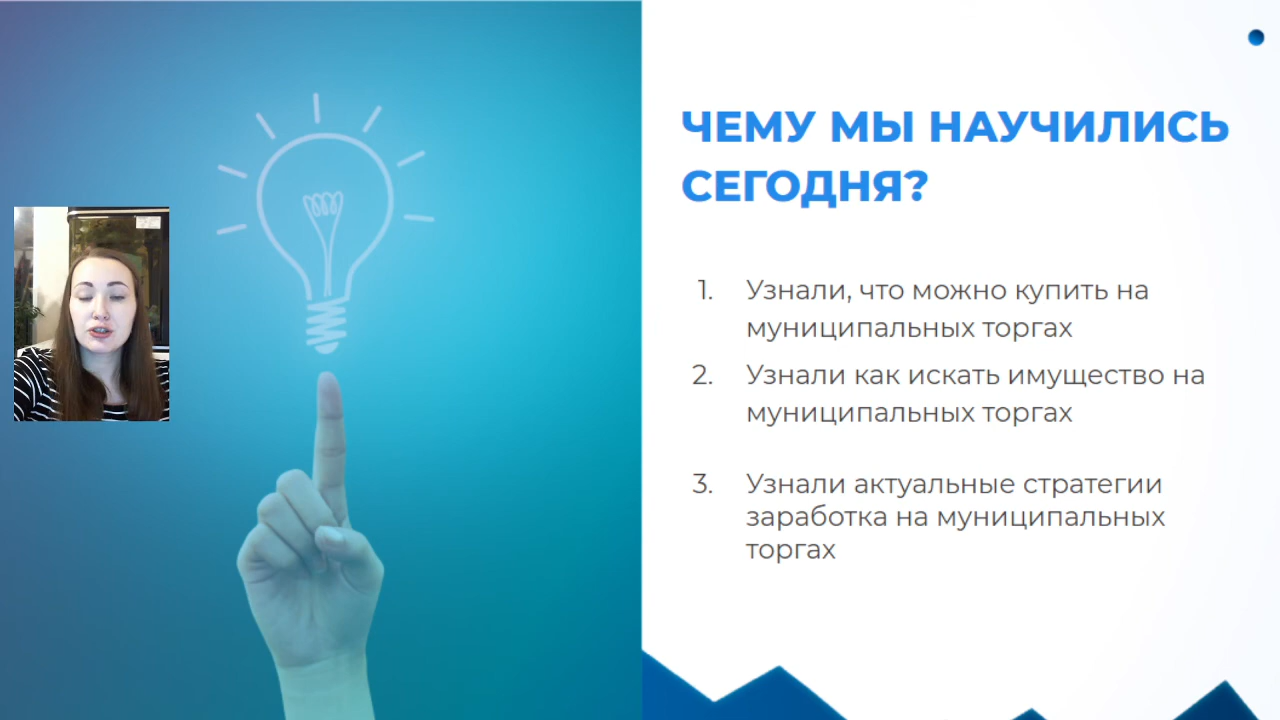 ЧЕМУ МЫ НАУЧИЛИСЬ
СЕГОДНЯ?
1. Узнали, что можно купить на
муниципальных торгах
2. Узнали как искать имущество на
муниципальных торгах
3. Узнали актуальные стратегии
заработка на муниципальных
торгах